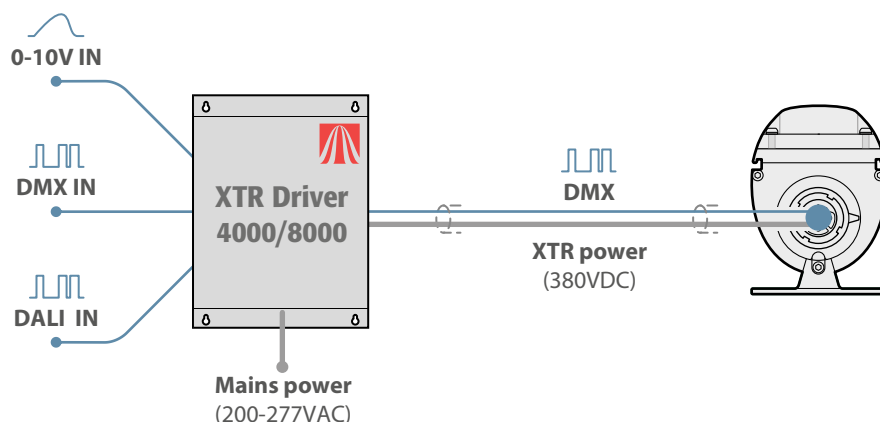 0-10V IN
DMX IN
DALI IN
XTR Driver
4000/8000
Mains power
(200-277VAC)
DMX
XTR power
(380VDC)